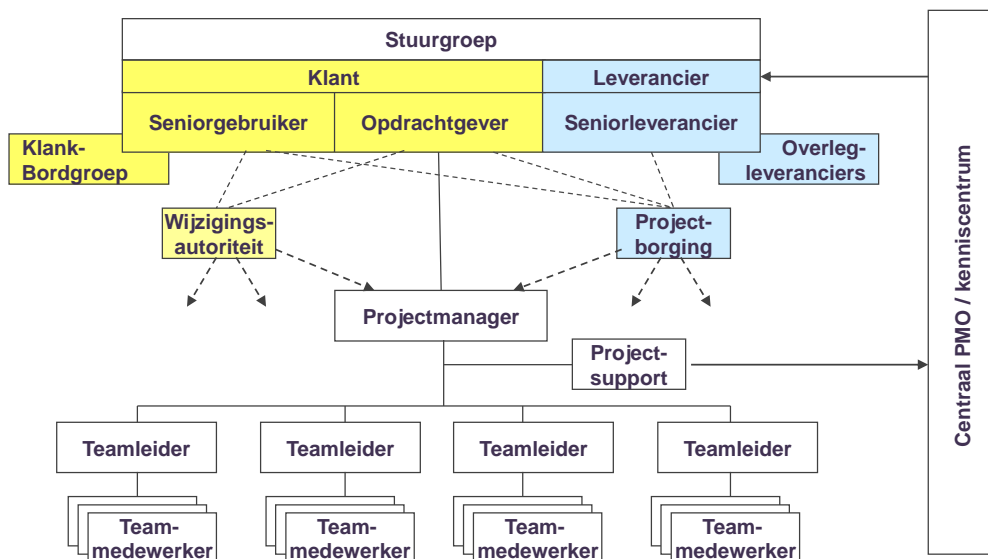 Stuurgroep
Klant
Leverancier
Seniorgebruiker
Opdrachtgever
Seniorleverancier
Klank-
Bordgroep
Overleg-
leveranciers
Wijzigings-
autoriteit
Project-
borging
Projectmanager
Project-
support
Centraal PMO / kenniscentrum
Teamleider
Teamleider
Teamleider
Teamleider
Team-
medewerker
Team-
medewerker
Team-
medewerker
Team-
medewerker